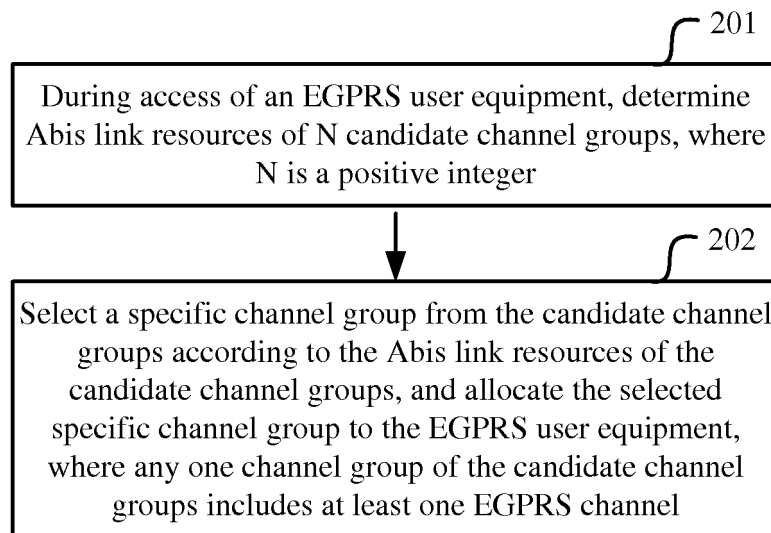 201
During access of an EGPRS user equipment, determine
Abis link resources of N candidate channel groups, where
N is a positive integer
202
Select a specific channel group from the candidate channel
groups according to the Abis link resources of the
candidate channel groups, and allocate the selected
specific channel group to the EGPRS user equipment,
where any one channel group of the candidate channel
groups includes at least one EGPRS channel